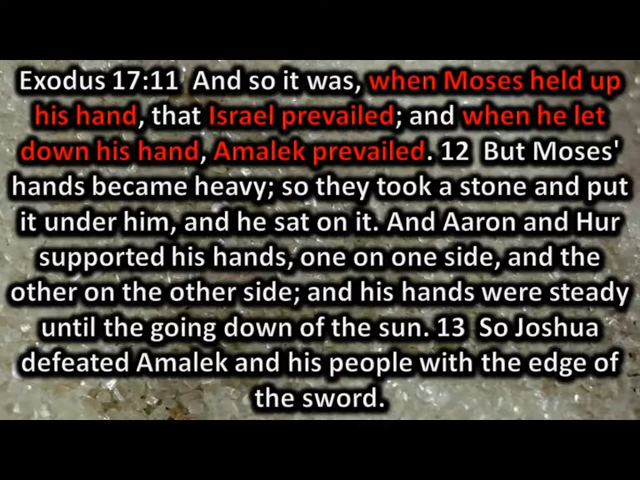 Exodus 17:11  And so it was, when Moses held up
his hand, that Israel prevailed; and when he let
down his hand, Amalek prevailed. 12  But Moses'
hands became heavy; so they took a stone and put
it under him, and he sat on it. And Aaron and Hur
supported his hands, one on one side, and the
other on the other side; and his hands were steady
until the going down of the sun. 13  So Joshua
defeated Amalek and his people with the edge of
the sword.